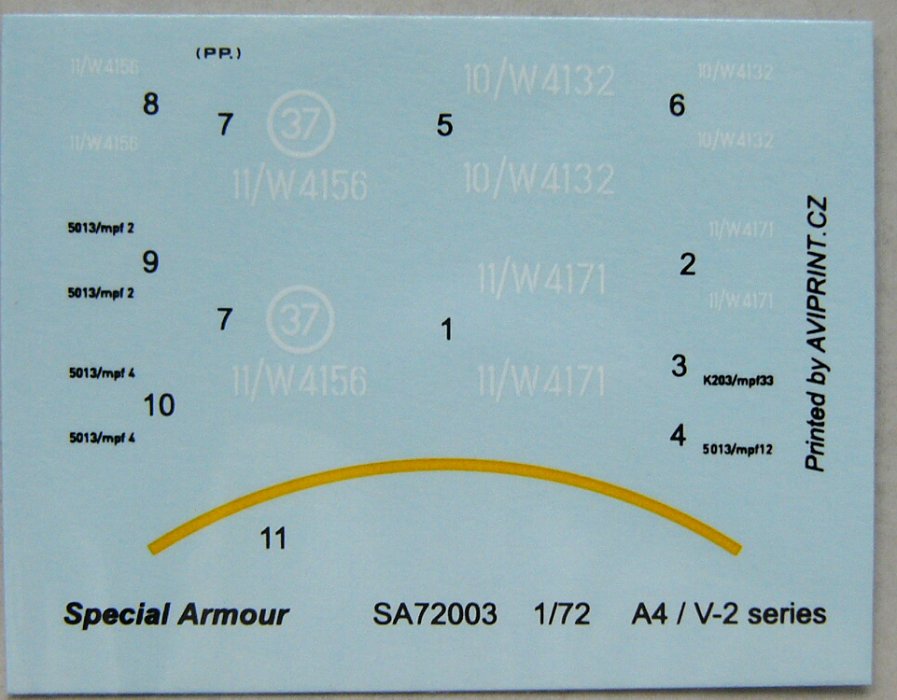 (PP.)
11/W4156
8
11/W4156
7
37
11/W4156
10/W4132
5
10/W4132
10/W4132
6
10/W4132
5013/mpf 2
9
5013/mpf 2
7
37
11/W4156
11/W4171
1
11/W4171
11/W4171
2
11/W4171
5013/mpf 4
10
5013/mpf 4
3
K203/mpf33
4
5013/mpf12
11
Printed by AVIPRINT.CZ
Special Armour SA72003 1/72 A4 / V-2 series